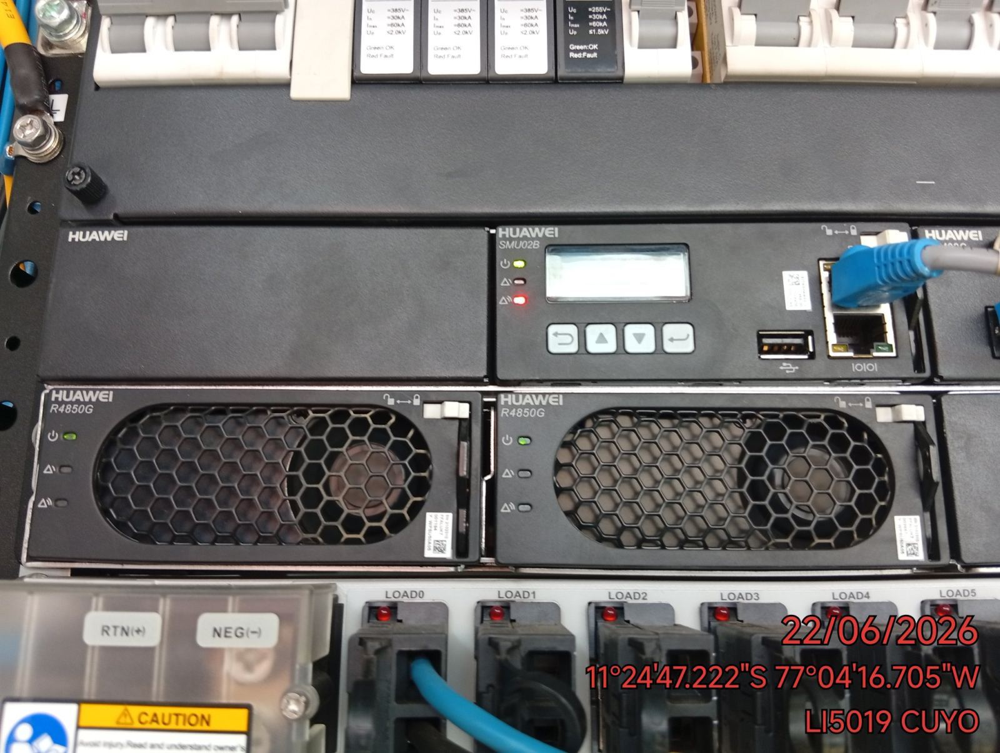 Uc =385V~
In =30kA
Imax =60kA
Up ≤2.0kV
Green:OK
Red:Fault
Uc =385V~
In =30kA
Imax =60kA
Up ≤2.0kV
Green:OK
Red:Fault
Uc =385V~
In =30kA
Imax =60kA
Up ≤2.0kV
Green:OK
Red:Fault
Uc =255V~
In =30kA
Imax =60kA
Up ≤1.5kV
Green:OK
Red:Fault
HUAWEI
HUAWEI
SMU02B
HUAWEI
HUAWEI
R4850G
HUAWEI
R4850G
LOAD0
LOAD1
LOAD2
LOAD3
LOAD4
LOAD5
RTN(+)
NEG(-)
CAUTION
Avoid injury.Read and understand owner's
22/06/2026
11°24'47.222"S 77°04'16.705"W
LI5019 CUYO